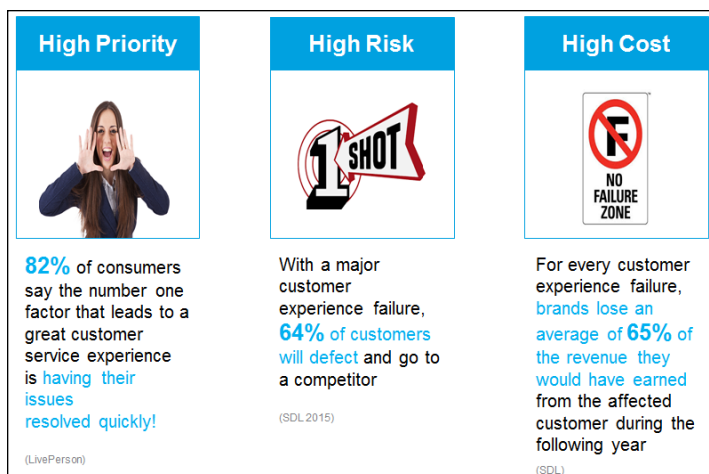 High Priority
82% of consumers
say the number one
factor that leads to a
great customer
service experience
is having their
issues
resolved quickly!
(LivePerson)
High Risk
1 SHOT
With a major
customer
experience failure,
64% of customers
will defect and go to
a competitor
(SDL 2015)
High Cost
F
NO
FAILURE
ZONE
For every customer
experience failure,
brands lose an
average of 65% of
the revenue they
would have earned
from the affected
customer during the
following year
(SDL)